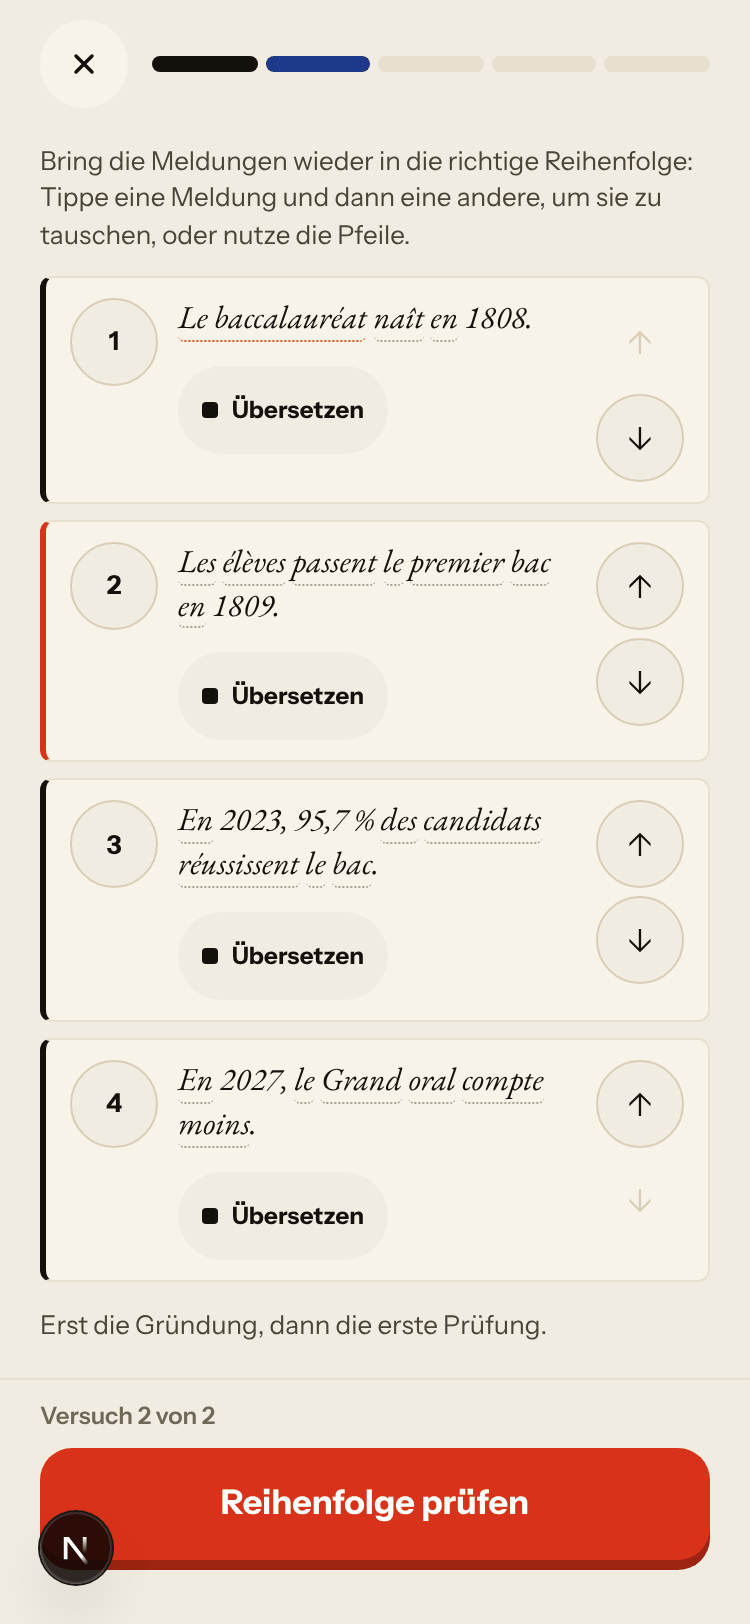 Bring die Meldungen wieder in die richtige Reihenfolge:
Tippe eine Meldung und dann eine andere, um sie zu
tauschen, oder nutze die Pfeile.
1
Le baccalauréat naît en 1808.
Übersetzen
2
Les élèves passent le premier bac
en 1809.
Übersetzen
3
En 2023, 95,7 % des candidats
réussissent le bac.
Übersetzen
4
En 2027, le Grand oral compte
moins.
Übersetzen
Erst die Gründung, dann die erste Prüfung.
Versuch 2 von 2
Reihenfolge prüfen
N